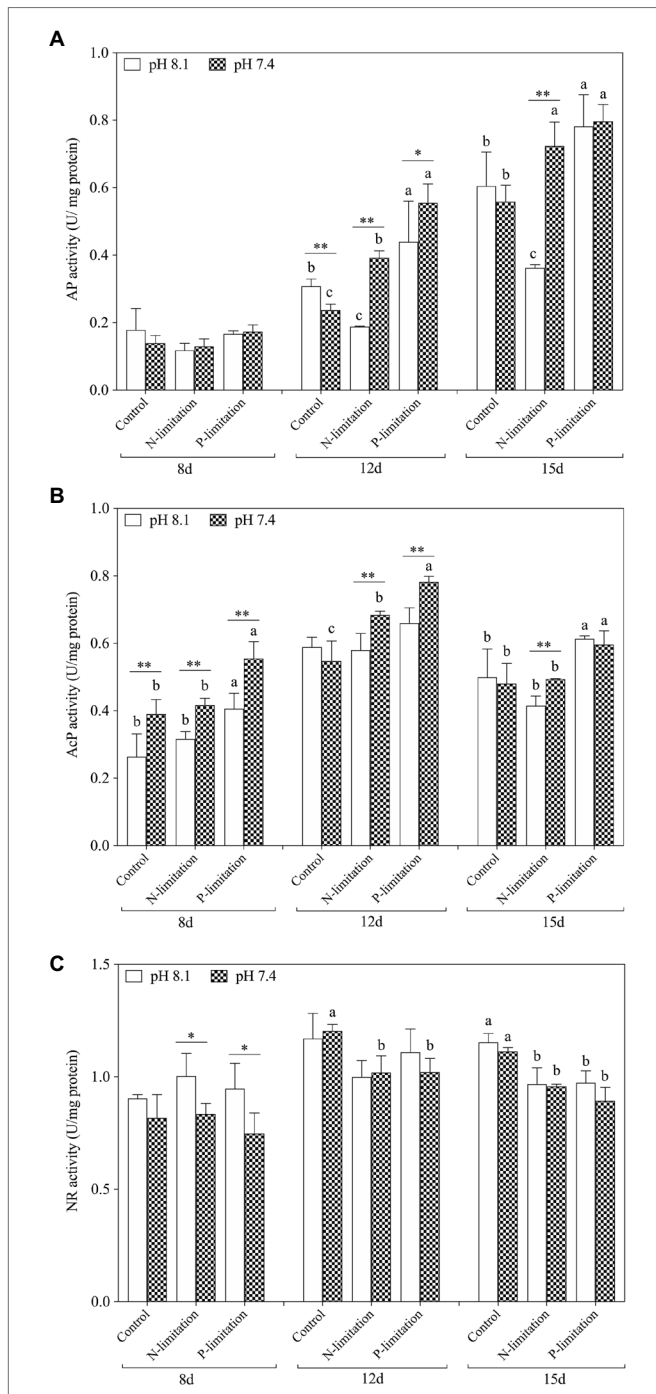 A
1.0
pH 8.1 pH 7.4
**
a a
0.8
a
b
*
b
0.6
AP activity (U/ mg protein)
a a
**
** b
0.4
b
c
c
c
0.2
0.0
Control N-limitation P-limitation Control N-limitation P-limitation Control N-limitation P-limitation
8d 12d 15d
B
1.0
pH 8.1 pH 7.4
**
0.8
a
**
b
**
a a
0.6
AcP activity (U/mg protein)
a
c
b b
**
b
** **
a
b b
b
0.4
b b
0.2
0.0
Control N-limitation P-limitation Control N-limitation P-limitation Control N-limitation P-limitation
8d 12d 15d
C
1.5
pH 8.1 pH 7.4
a
a a
* *
b b
b b b b
1.0
NR activity (U/mg protein)
0.5
0.0
Control N-limitation P-limitation Control N-limitation P-limitation Control N-limitation P-limitation
8d 12d 15d